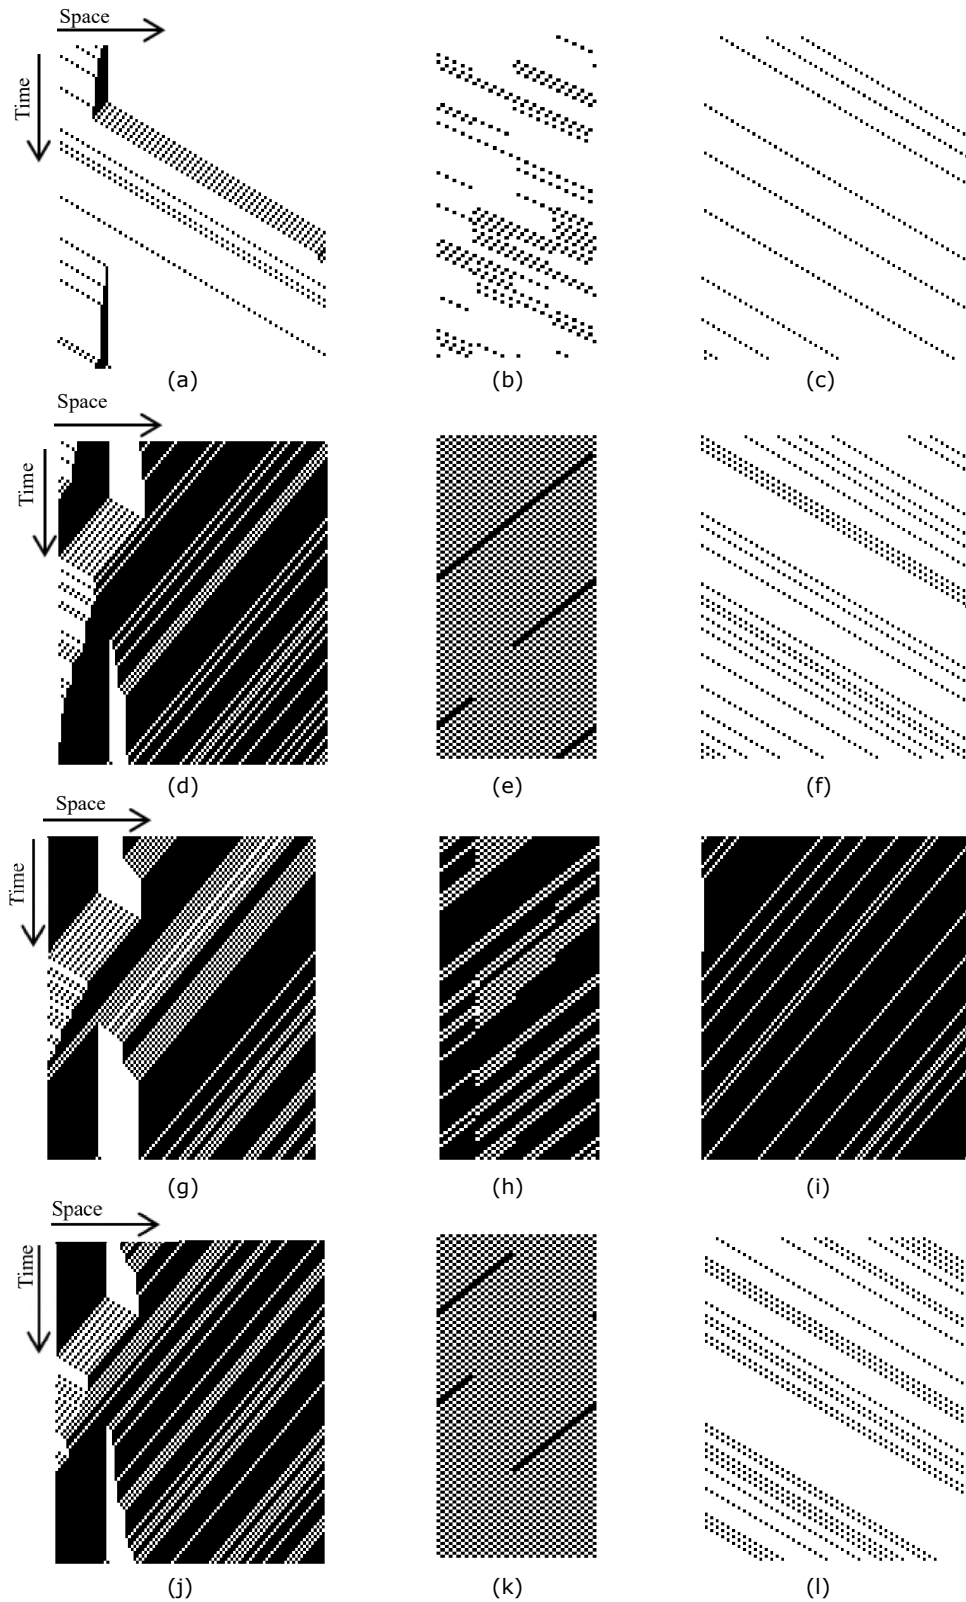 Space
Time
(a) (b) (c)
Space
Time
(d) (e) (f)
Space
Time
(g) (h) (i)
Space
Time
(j) (k) (l)